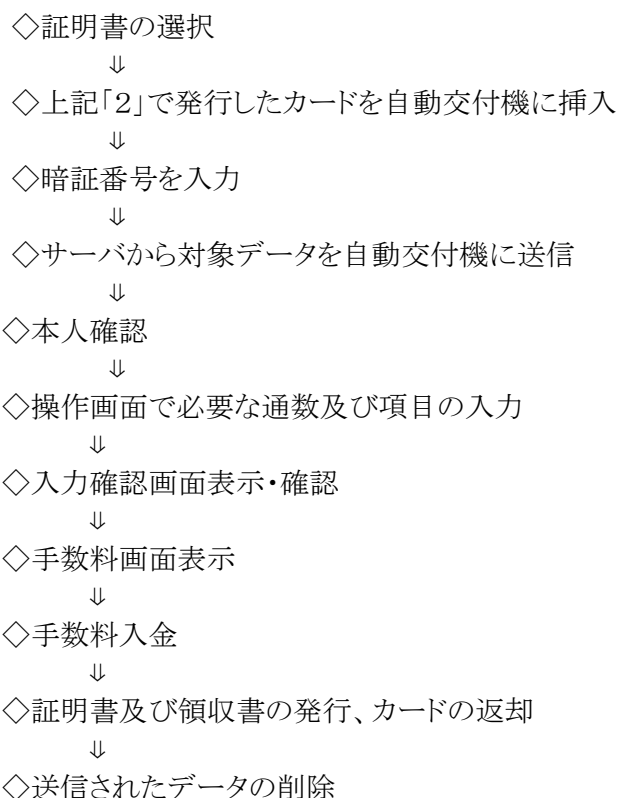 ◇証明書の選択
⇓
◇上記「２」で発行したカードを自動交付機に挿入
⇓
◇暗証番号を入力
⇓
◇サーバから対象データを自動交付機に送信
⇓
◇本人確認
⇓
◇操作画面で必要な通数及び項目の入力
⇓
◇入力確認画面表示・確認
⇓
◇手数料画面表示
⇓
◇手数料入金
⇓
◇証明書及び領収書の発行、カードの返却
⇓
◇送信されたデータの削除